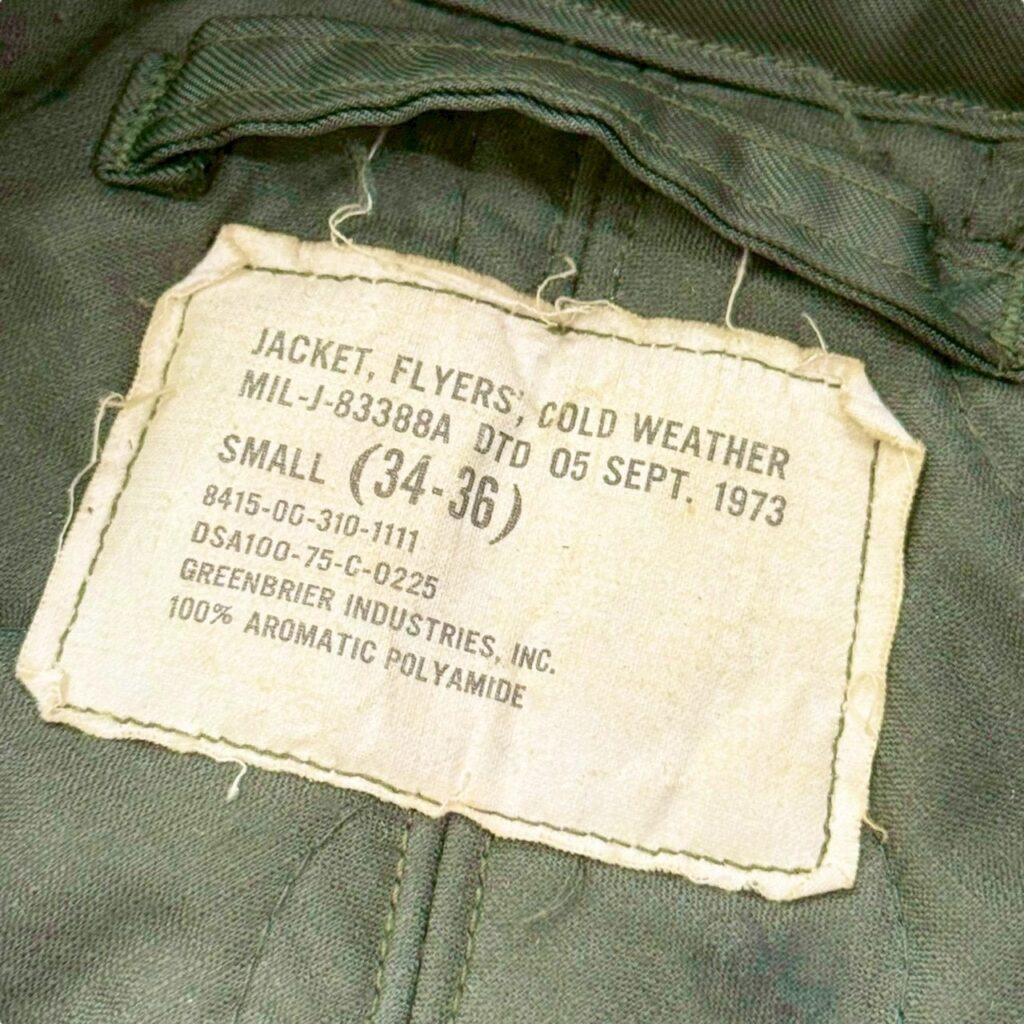 JACKET, FLYERS', COLD WEATHER
MIL-J-83388A DTD 05 SEPT. 1973
SMALL (34-36)
8415-00-310-1111
DSA100-75-C-0225
GREENBRIER INDUSTRIES, INC.
100% AROMATIC POLYAMIDE